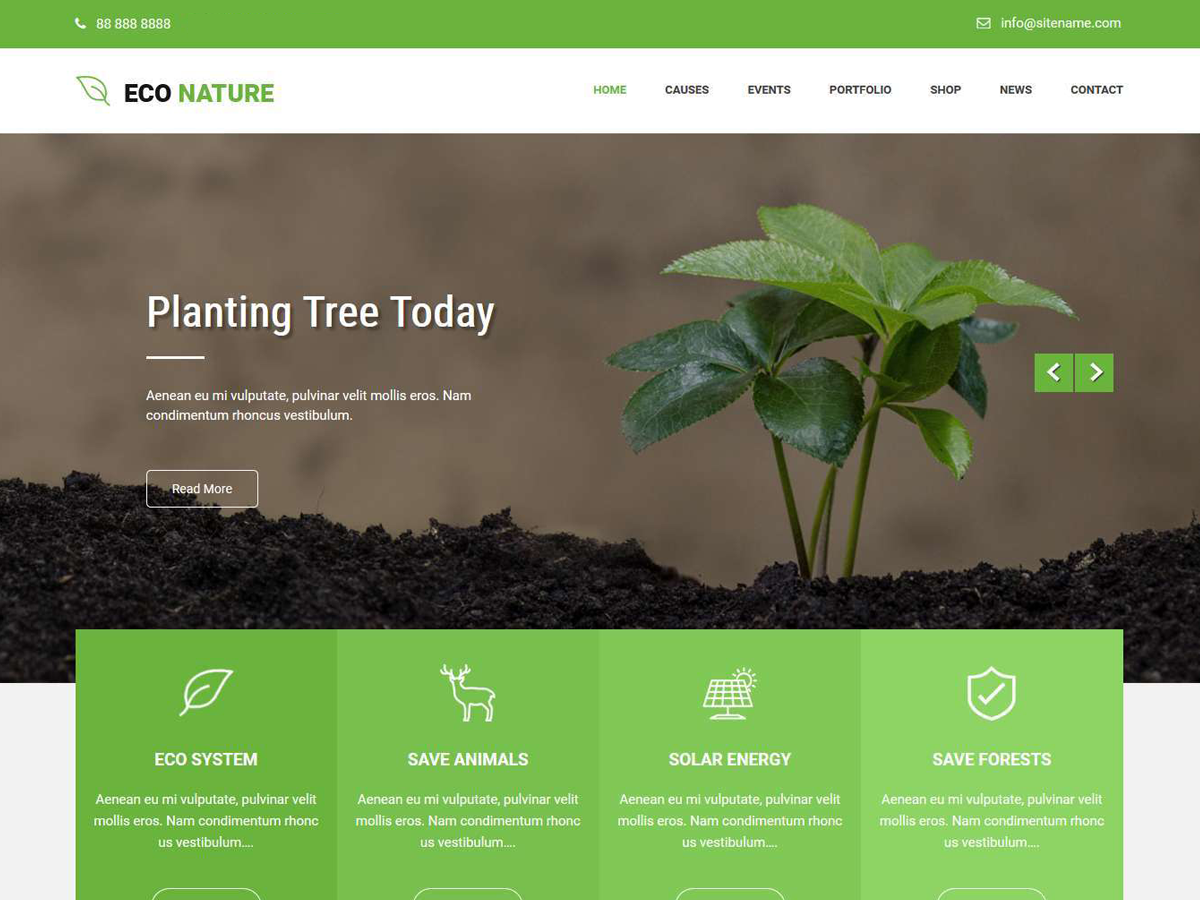 88 888 8888
info@sitename.com
ECO NATURE
HOME CAUSES EVENTS PORTFOLIO SHOP NEWS CONTACT
Planting Tree Today
Aenean eu mi vulputate, pulvinar velit mollis eros. Nam
condimentum rhoncus vestibulum.
Read More
ECO SYSTEM
Aenean eu mi vulputate, pulvinar velit
mollis eros. Nam condimentum rhonc
us vestibulum....
SAVE ANIMALS
Aenean eu mi vulputate, pulvinar velit
mollis eros. Nam condimentum rhonc
us vestibulum....
SOLAR ENERGY
Aenean eu mi vulputate, pulvinar velit
mollis eros. Nam condimentum rhonc
us vestibulum....
SAVE FORESTS
Aenean eu mi vulputate, pulvinar velit
mollis eros. Nam condimentum rhonc
us vestibulum....